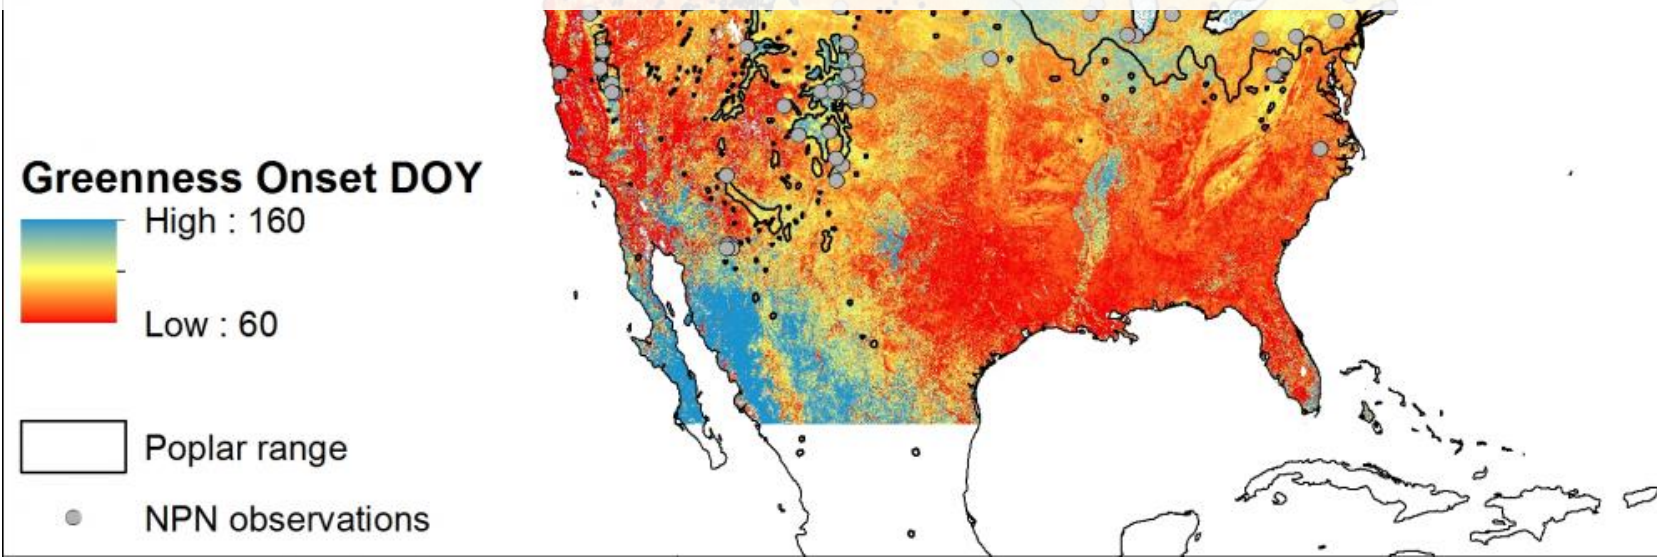 Greenness Onset DOY
High : 160
Low : 60
Poplar range
NPN observations